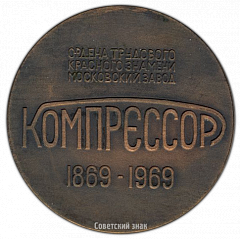 ОРДЕНА ТРУДОВОГО
КРАСНОГО ЗНАМЕНИ
МОСКОВСКИЙ ЗАВОД
КОМПРЕССОР
1869-1969
Советский знак